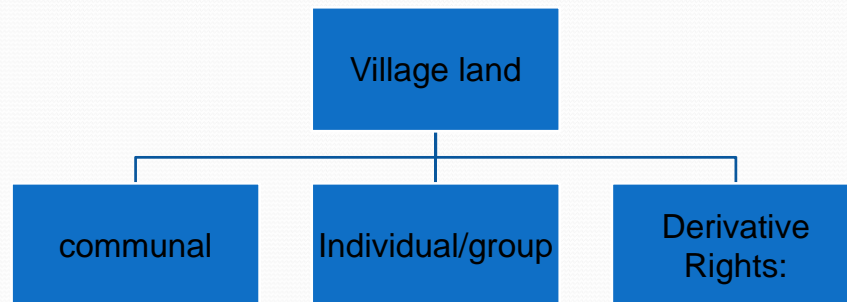 Village land
communal
Individual/group
Derivative
Rights: